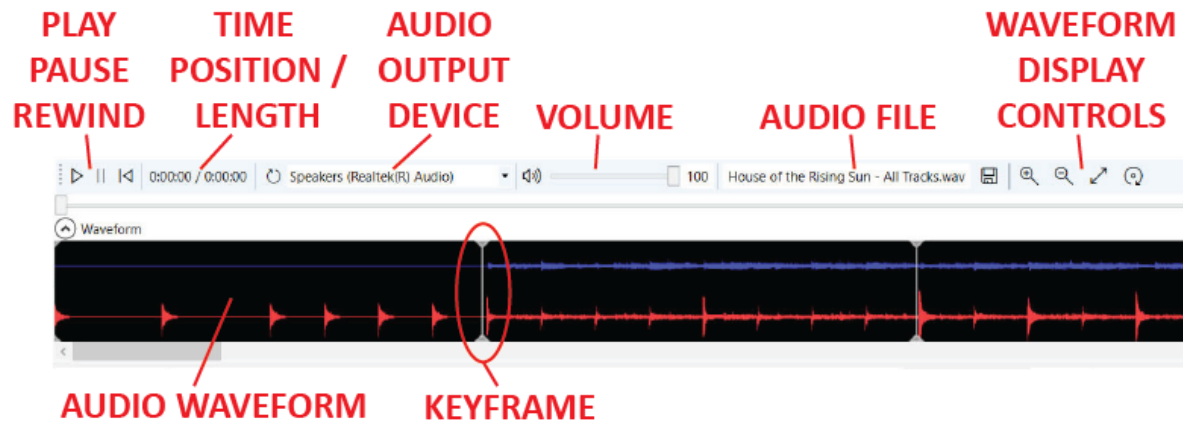 PLAY
PAUSE
REWIND
TIME
POSITION /
LENGTH
AUDIO
OUTPUT
DEVICE
VOLUME
AUDIO FILE
WAVEFORM
DISPLAY
CONTROLS
0:00:00 / 0:00:00
Speakers (Realtek(R) Audio)
100
House of the Rising Sun - All Tracks.wav
Waveform
AUDIO WAVEFORM
KEYFRAME